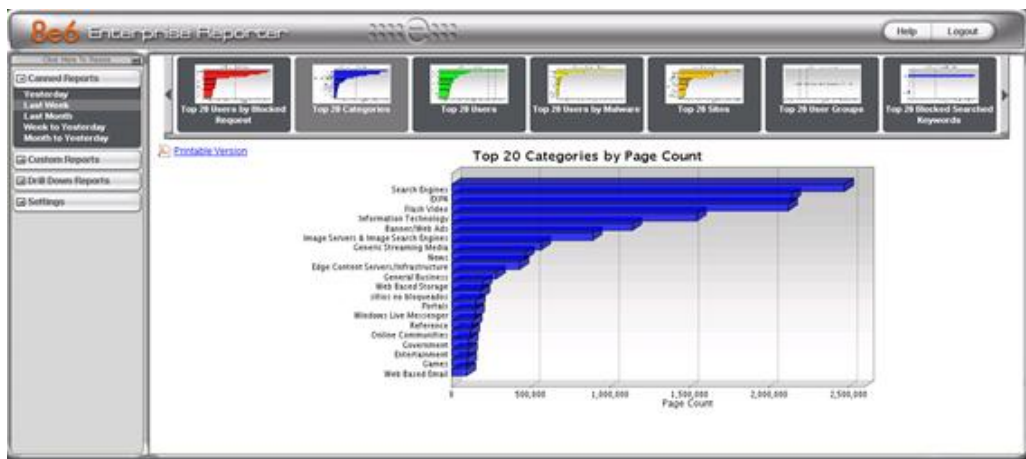 8e6 Enterprise Reporter
Help
Logout
Canned Reports
Yesterday
Last Week
Last Month
Week to Yesterday
Month to Yesterday
Custom Reports
Drill Down Reports
Settings
Top 20 Users by Blocked
Request
Top 20 Categories
Top 20 Users
Top 20 Users by Malware
Top 20 Sites
Top 20 User Groups
Top 20 Blocked Searched
Keywords
Printable Version
Top 20 Categories by Page Count
Search Engines
Flash Video
Information Technology
Banner/Web Ads
Image Servers & Image Search Engines
Generic Streaming Media
News
Edge Content Servers/Infrastructure
General Business
Web Based Storage
sitios no bloqueados
Portals
Windows Live Messenger
Reference
Online Communities
Government
Entertainment
Games
Web Based Email
0
500,000
1,000,000
1,500,000
2,000,000
2,500,000
Page Count